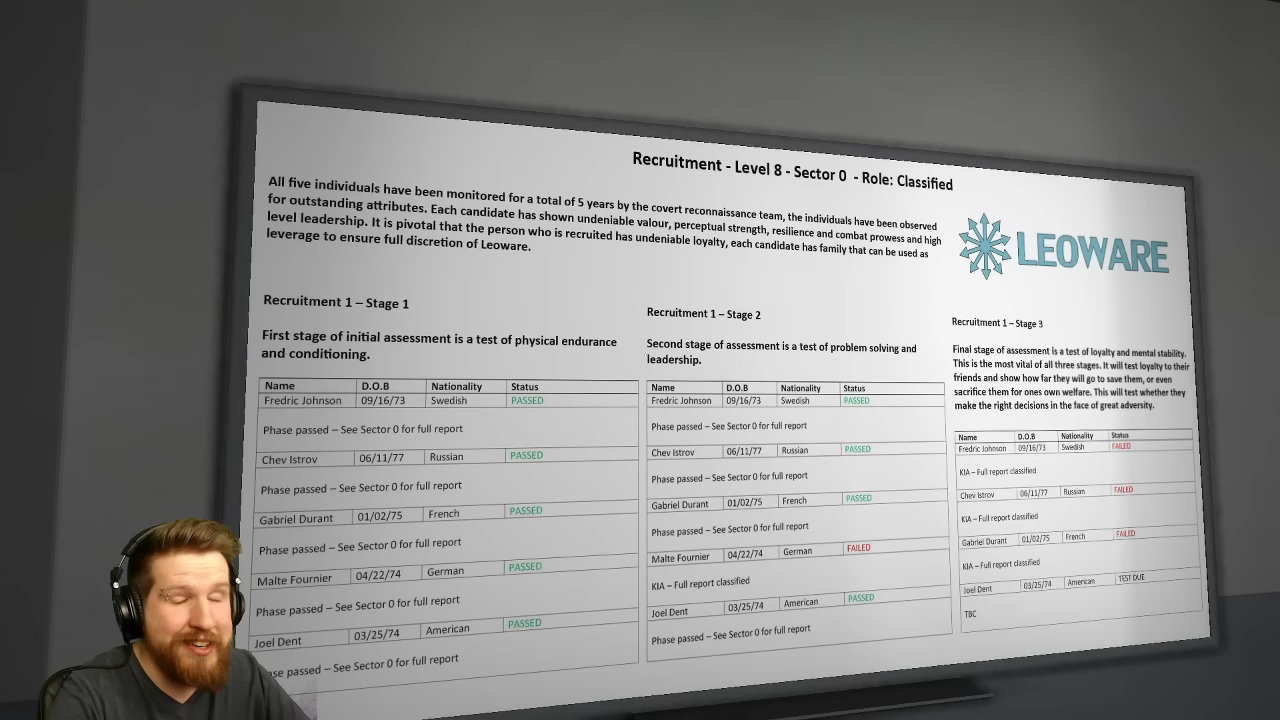 Recruitment - Level 8 - Sector 0 - Role: Classified
All five individuals have been monitored for a total of 5 years by the covert reconnaissance team, the individuals have been observed
for outstanding attributes. Each candidate has shown undeniable valour, perceptual strength, resilience and combat prowess and high
level leadership. It is pivotal that the person who is recruited has undeniable loyalty, each candidate has family that can be used as
leverage to ensure full discretion of Leoware.
LEOWARE
Recruitment 1 – Stage 1
First stage of initial assessment is a test of physical endurance
and conditioning.
Name D.O.B Nationality Status
Fredric Johnson 09/16/73 Swedish PASSED
Phase passed – See Sector 0 for full report
Chev Istrov 06/11/77 Russian PASSED
Phase passed – See Sector 0 for full report
Gabriel Durant 01/02/75 French PASSED
Phase passed – See Sector 0 for full report
Malte Fournier 04/22/74 German PASSED
Phase passed – See Sector 0 for full report
Joel Dent 03/25/74 American PASSED
passed – See Sector 0 for full report
Recruitment 1 – Stage 2
Second stage of assessment is a test of problem solving and
leadership.
Name D.O.B Nationality Status
Fredric Johnson 09/16/73 Swedish PASSED
Phase passed – See Sector 0 for full report
Chev Istrov 06/11/77 Russian PASSED
Phase passed – See Sector 0 for full report
Gabriel Durant 01/02/75 French PASSED
Phase passed – See Sector 0 for full report
Malte Fournier 04/22/74 German FAILED
KIA – Full report classified
Joel Dent 03/25/74 American PASSED
Phase passed – See Sector 0 for full report
Recruitment 1 – Stage 3
Final stage of assessment is a test of loyalty and mental stability.
This is the most vital of all three stages. It will test loyalty to their
friends and show how far they will go to save them, or even
sacrifice them for ones own welfare. This will test whether they
make the right decisions in the face of great adversity.
Name D.O.B Nationality Status
Fredric Johnson 09/16/73 Swedish FAILED
KIA – Full report classified
Chev Istrov 06/11/77 Russian FAILED
KIA – Full report classified
Gabriel Durant 01/02/75 French FAILED
KIA – Full report classified
Joel Dent 03/25/74 American TEST DUE
TBC